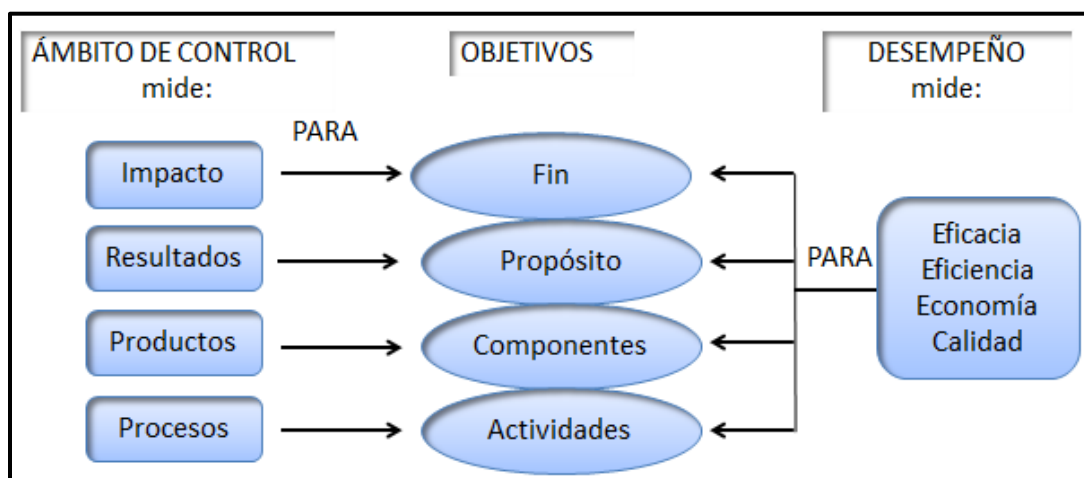 ÁMBITO DE CONTROL
mide:
OBJETIVOS
DESEMPEÑO
mide:
PARA
Impacto
Fin
Resultados
Propósito
PARA
Eficacia
Eficiencia
Economía
Calidad
Productos
Componentes
Procesos
Actividades